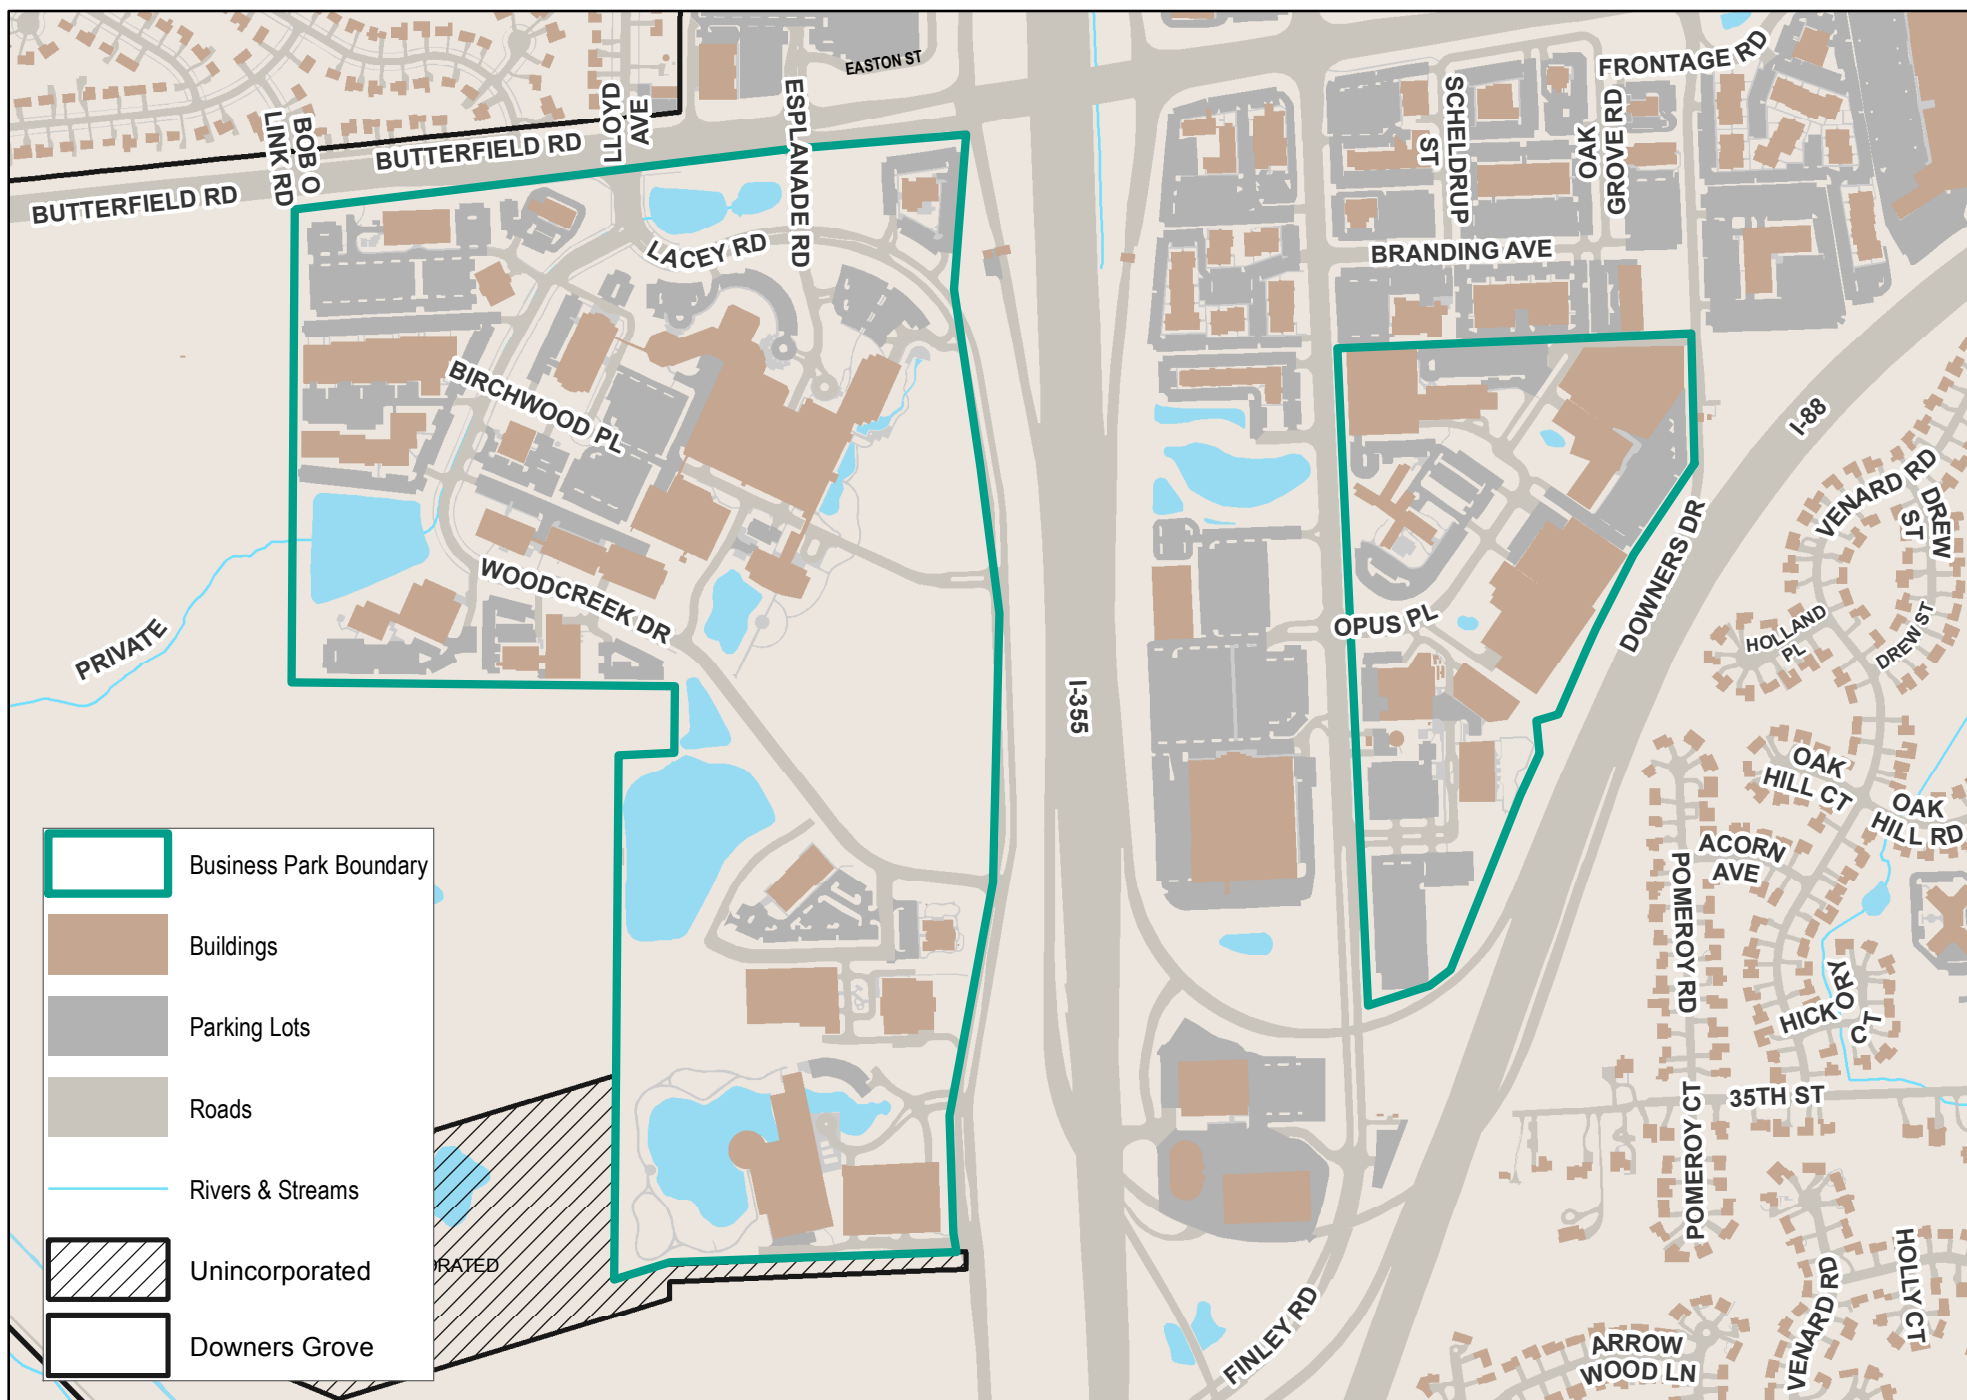 EASTON ST
FRONTAGE RD
LLOYD
AVE
ESPLANADE RD
SCHELDRUP
ST
OAK
GROVE RD
BOB O
LINK RD
BUTTERFIELD RD
BUTTERFIELD RD
LACEY RD
BRANDING AVE
BIRCHWOOD PL
I-88
VENARD RD
DREW
ST
WOODCREEK DR
DOWNERS DR
OPUS PL
HOLLAND
PL
DREW ST
PRIVATE
I-355
OAK
HILL CT
OAK
HILL RD
ACORN
AVE
POMEROY RD
HICKORY
CT
35TH ST
POMEROY CT
HOLLY CT
VENARD RD
FINLEY RD
ARROW
WOOD LN
Business Park Boundary
Buildings
Parking Lots
Roads
Rivers & Streams
Unincorporated
Downers Grove
ORATED